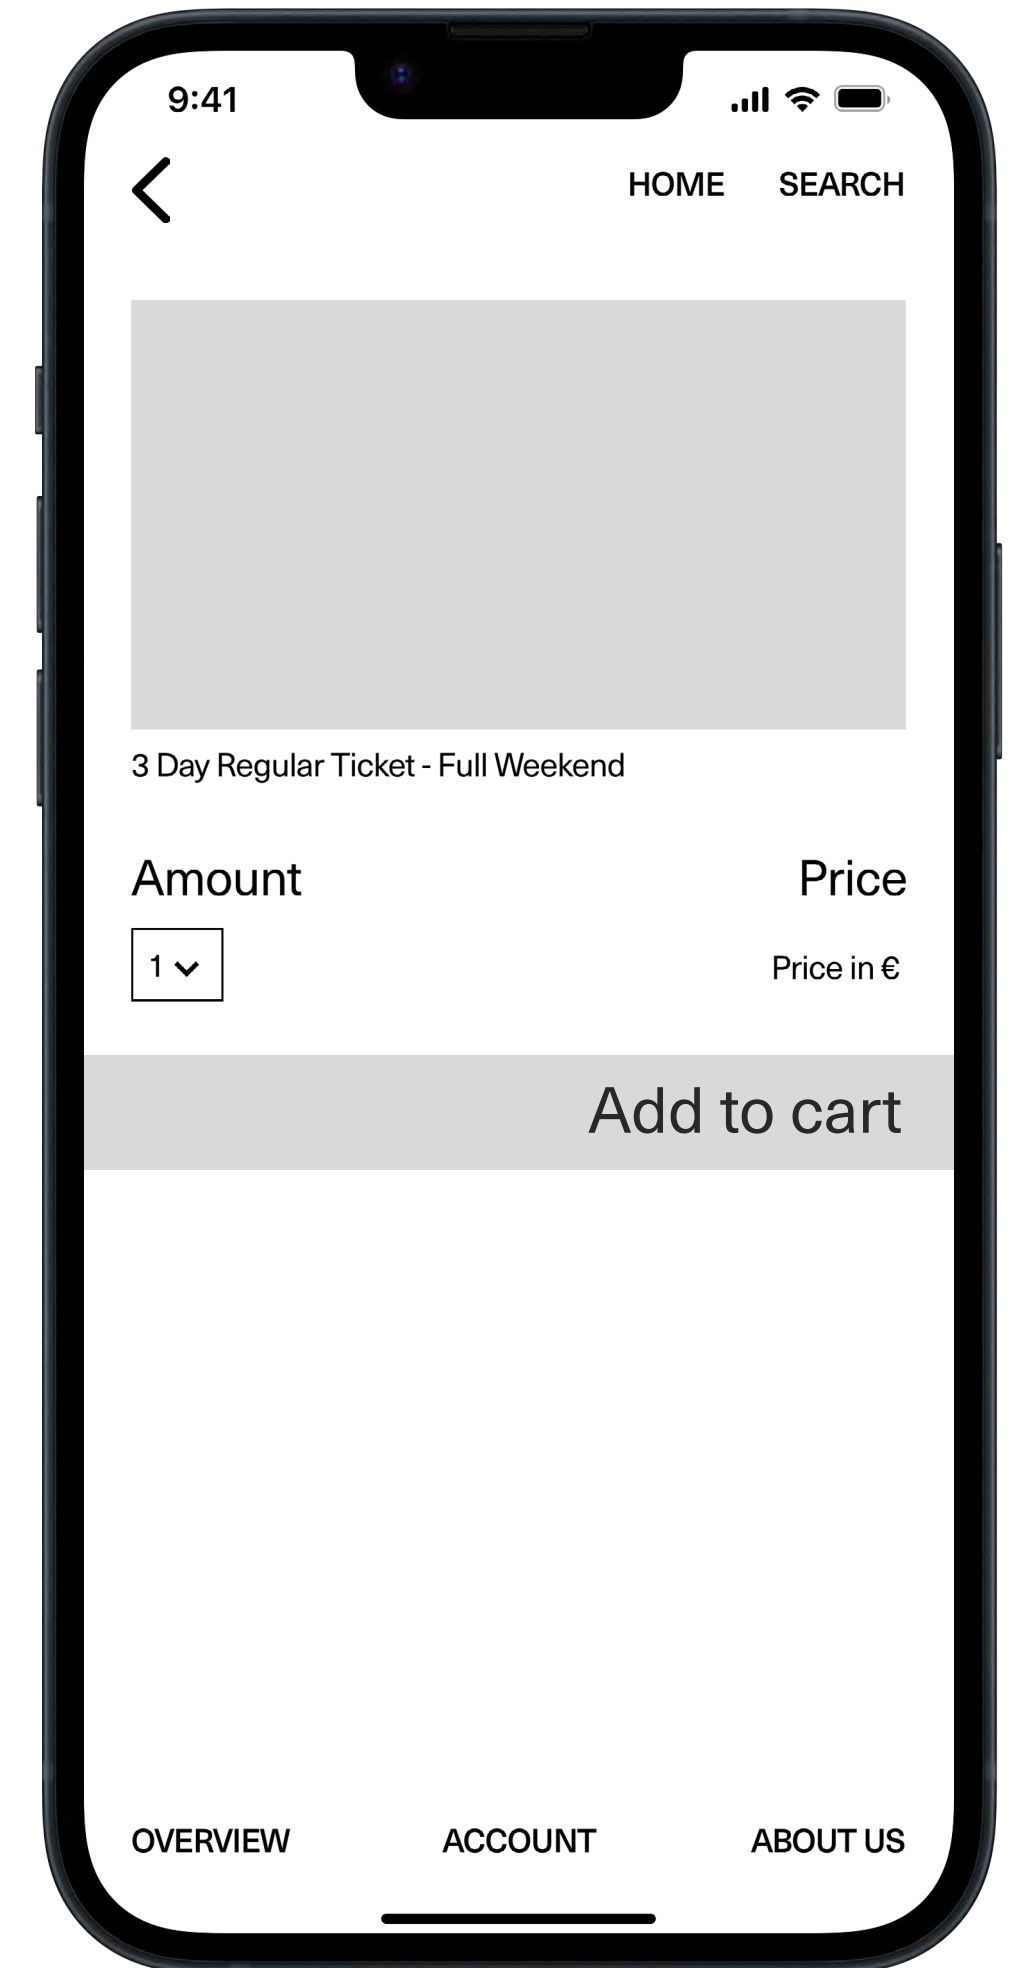 9:41
HOME SEARCH
3 Day Regular Ticket - Full Weekend
Amount Price
1 Price in €
Add to cart
OVERVIEW ACCOUNT ABOUT US